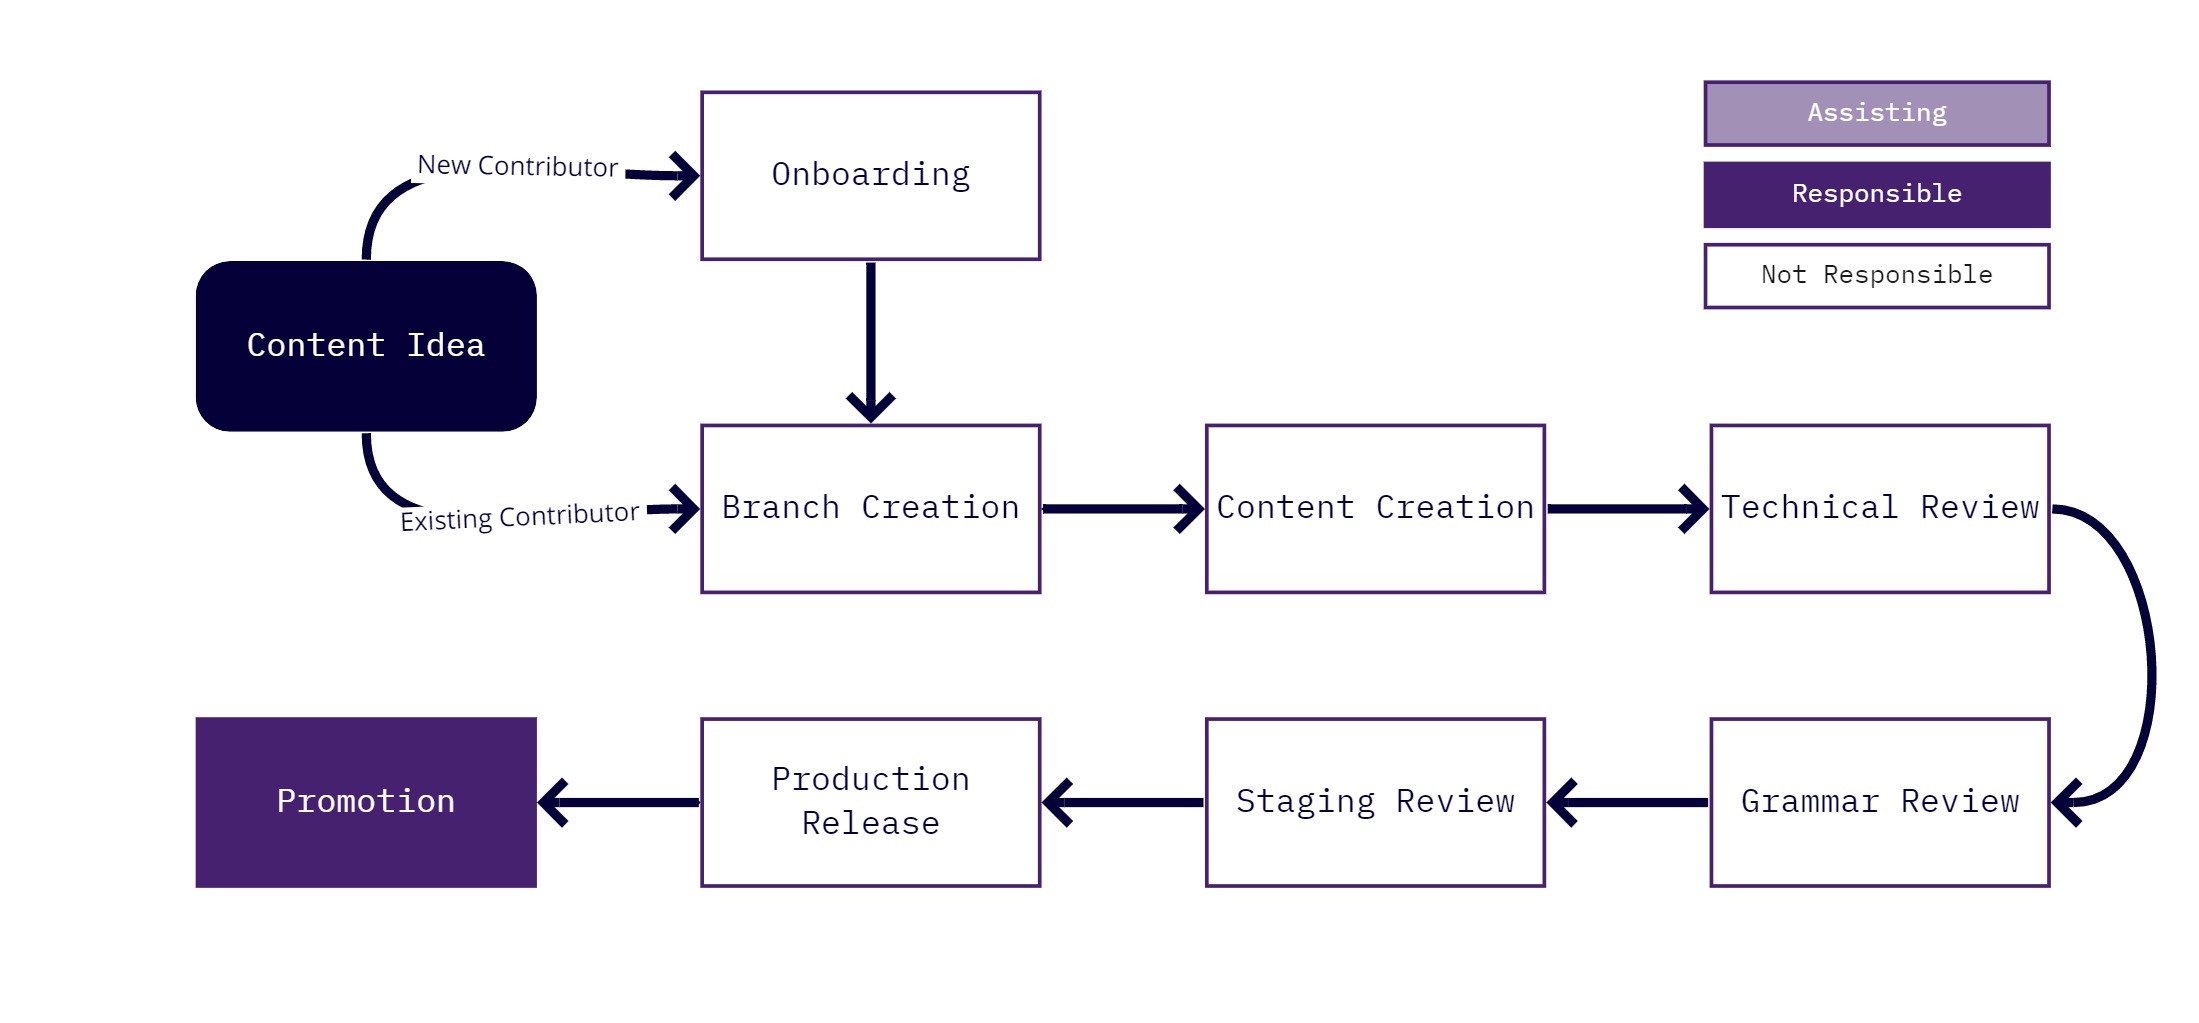 New Contributor
Onboarding
Assisting
Responsible
Not Responsible
Content Idea
Existing Contributor
Branch Creation
Content Creation
Technical Review
Promotion
Production
Release
Staging Review
Grammar Review